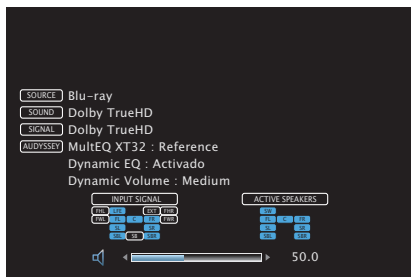 SOURCE Blu-ray
SOUND Dolby TrueHD
SIGNAL Dolby TrueHD
AUDYSSEY MultEQ XT32 : Reference
Dynamic EQ : Activado
Dynamic Volume : Medium
INPUT SIGNAL ACTIVE SPEAKERS
FHL LFE EXT FHR SW
FWL FL C FR FWR FL C FR
SL SR SL SR
SBL SB SBR SBL SBR
50.0